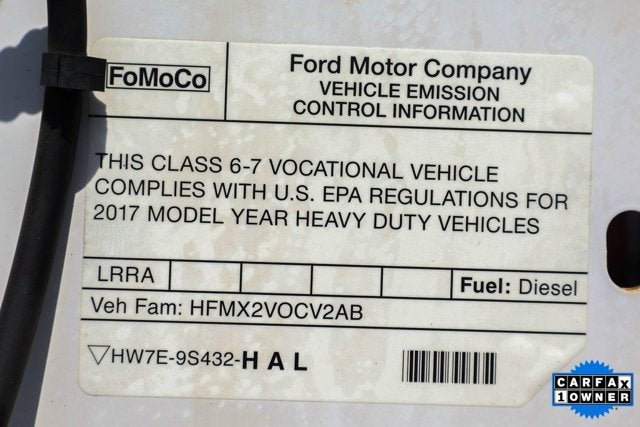 FoMoCo
Ford Motor Company
VEHICLE EMISSION
CONTROL INFORMATION
THIS CLASS 6-7 VOCATIONAL VEHICLE
COMPLIES WITH U.S. EPA REGULATIONS FOR
2017 MODEL YEAR HEAVY DUTY VEHICLES
LRRA Fuel: Diesel
Veh Fam: HFMX2VOCV2AB
▽HW7E-9S432-HAL
CARFAX
1 OWNER